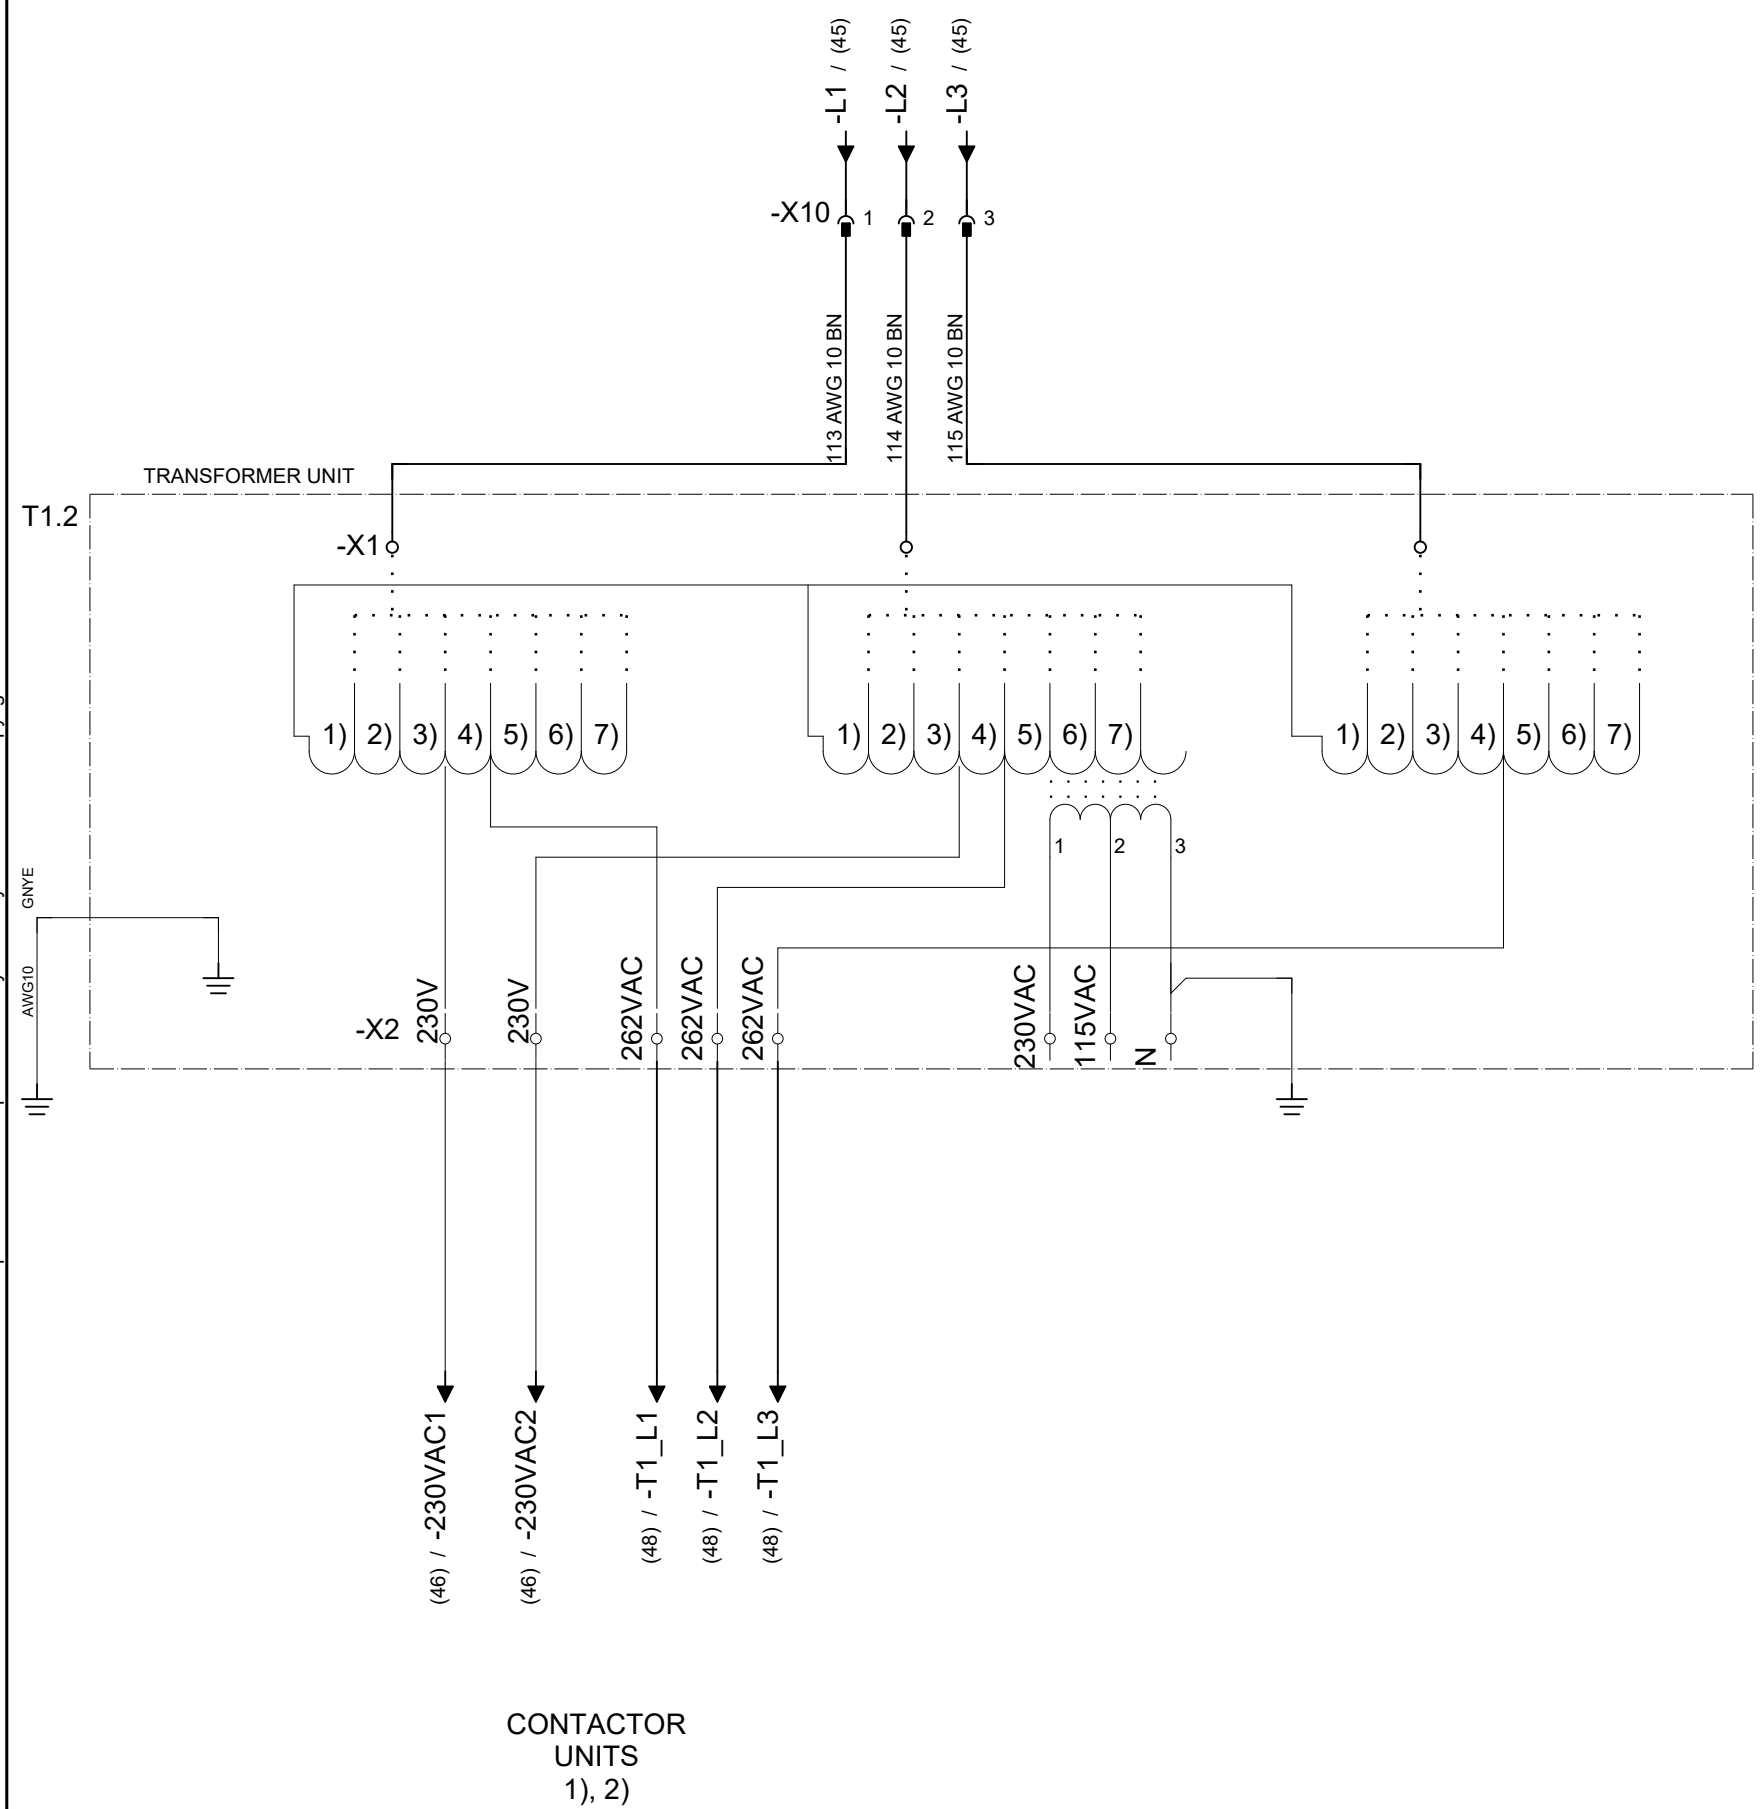 -L1 / (45)
-L2 / (45)
-L3 / (45)
-X10
1
2
3
113 AWG 10 BN
114 AWG 10 BN
115 AWG 10 BN
TRANSFORMER UNIT
T1.2
-X1
1) 2) 3) 4) 5) 6) 7)
1) 2) 3) 4) 5) 6) 7)
1) 2) 3) 4) 5) 6) 7)
1
2
3
AWG10 GNYE
-X2
230V
230V
262VAC
262VAC
262VAC
230VAC
115VAC
N
(46) / -230VAC1
(46) / -230VAC2
(48) / -T1_L1
(48) / -T1_L2
(48) / -T1_L3
CONTACTOR
UNITS
1), 2)